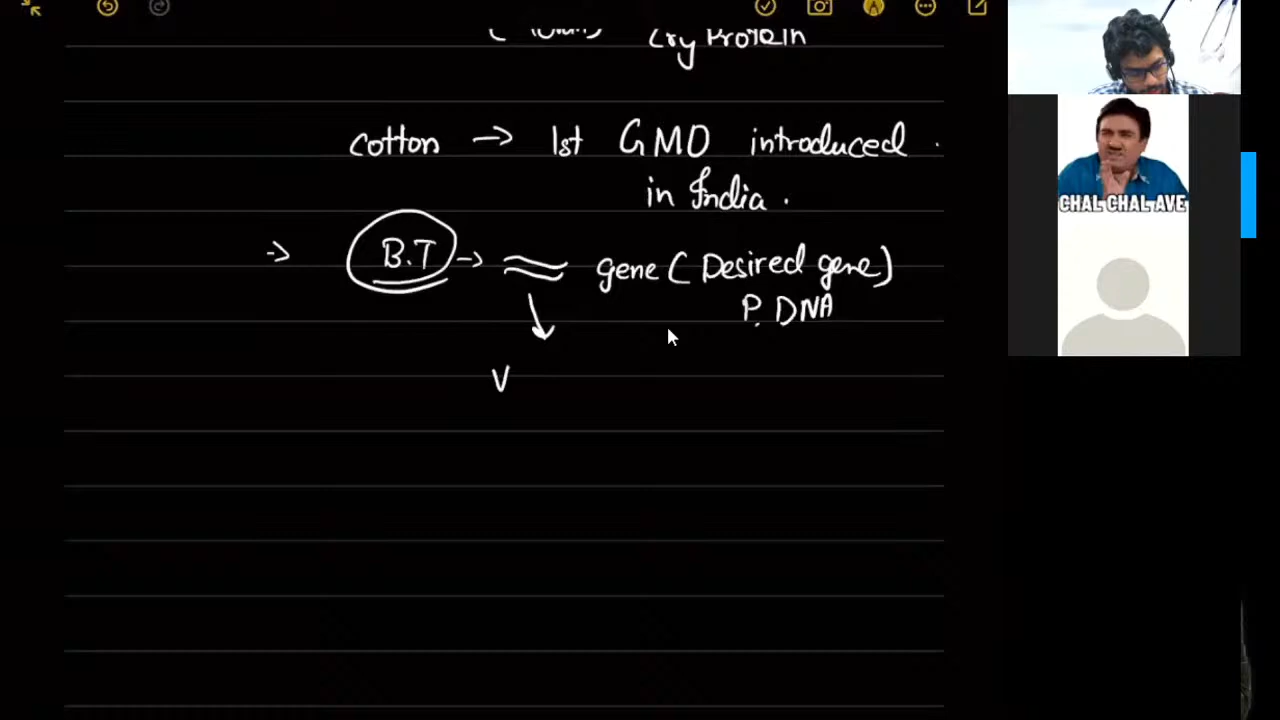 Cry Protein
cotton → 1st GMO introduced .
in India .
→ B.T → gene ( Desired gene )
P. DNA
V
CHAL CHAL AVE